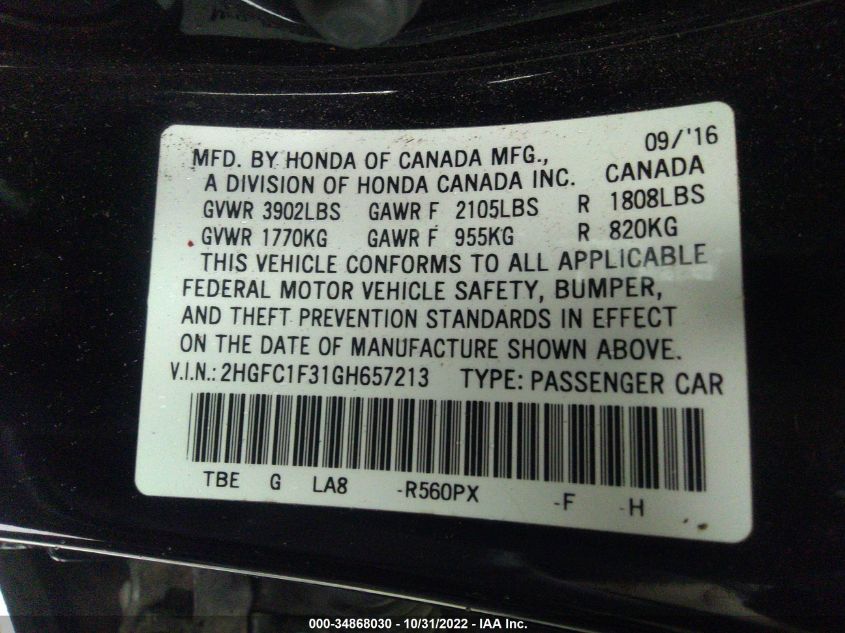 09/'16
MFD. BY HONDA OF CANADA MFG.,
A DIVISION OF HONDA CANADA INC. CANADA
GVWR 3902LBS GAWR F 2105LBS R 1808LBS
GVWR 1770KG GAWR F 955KG R 820KG
THIS VEHICLE CONFORMS TO ALL APPLICABLE
FEDERAL MOTOR VEHICLE SAFETY, BUMPER,
AND THEFT PREVENTION STANDARDS IN EFFECT
ON THE DATE OF MANUFACTURE SHOWN ABOVE.
V.I.N.: 2HGFC1F31GH657213 TYPE: PASSENGER CAR
TBE G LA8 -R560PX -F -H
000-34868030 - 10/31/2022 - IAA Inc.